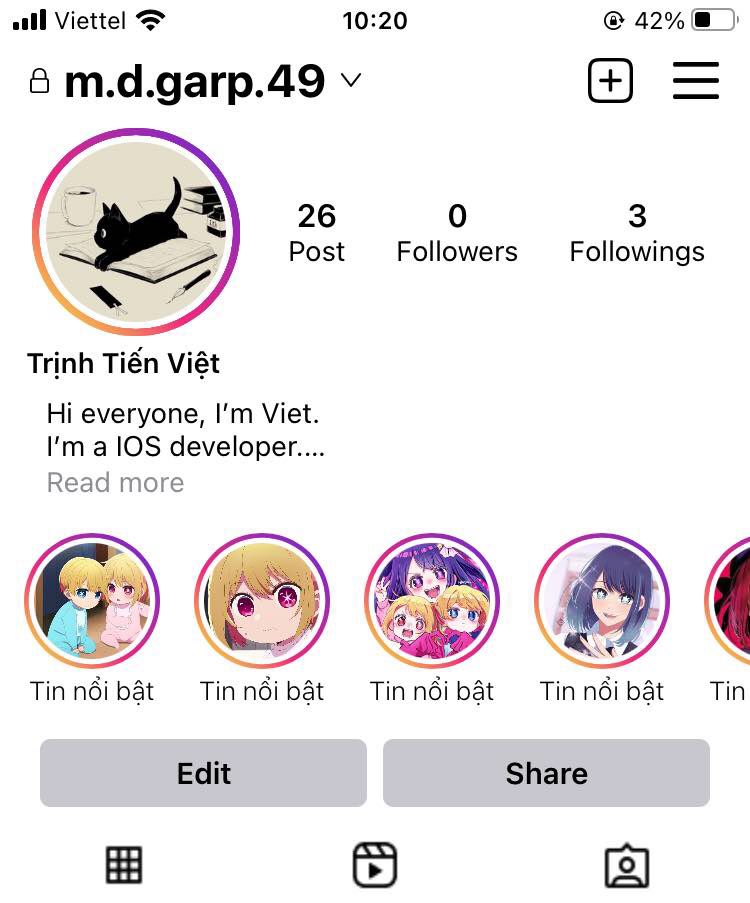 Viettel 10:20 42%
m.d.garp.49
26 0 3
Post Followers Followings
Trịnh Tiến Việt
Hi everyone, I’m Viet.
I’m a IOS developer....
Read more
Tin nổi bật Tin nổi bật Tin nổi bật Tin nổi bật Tin
Edit Share